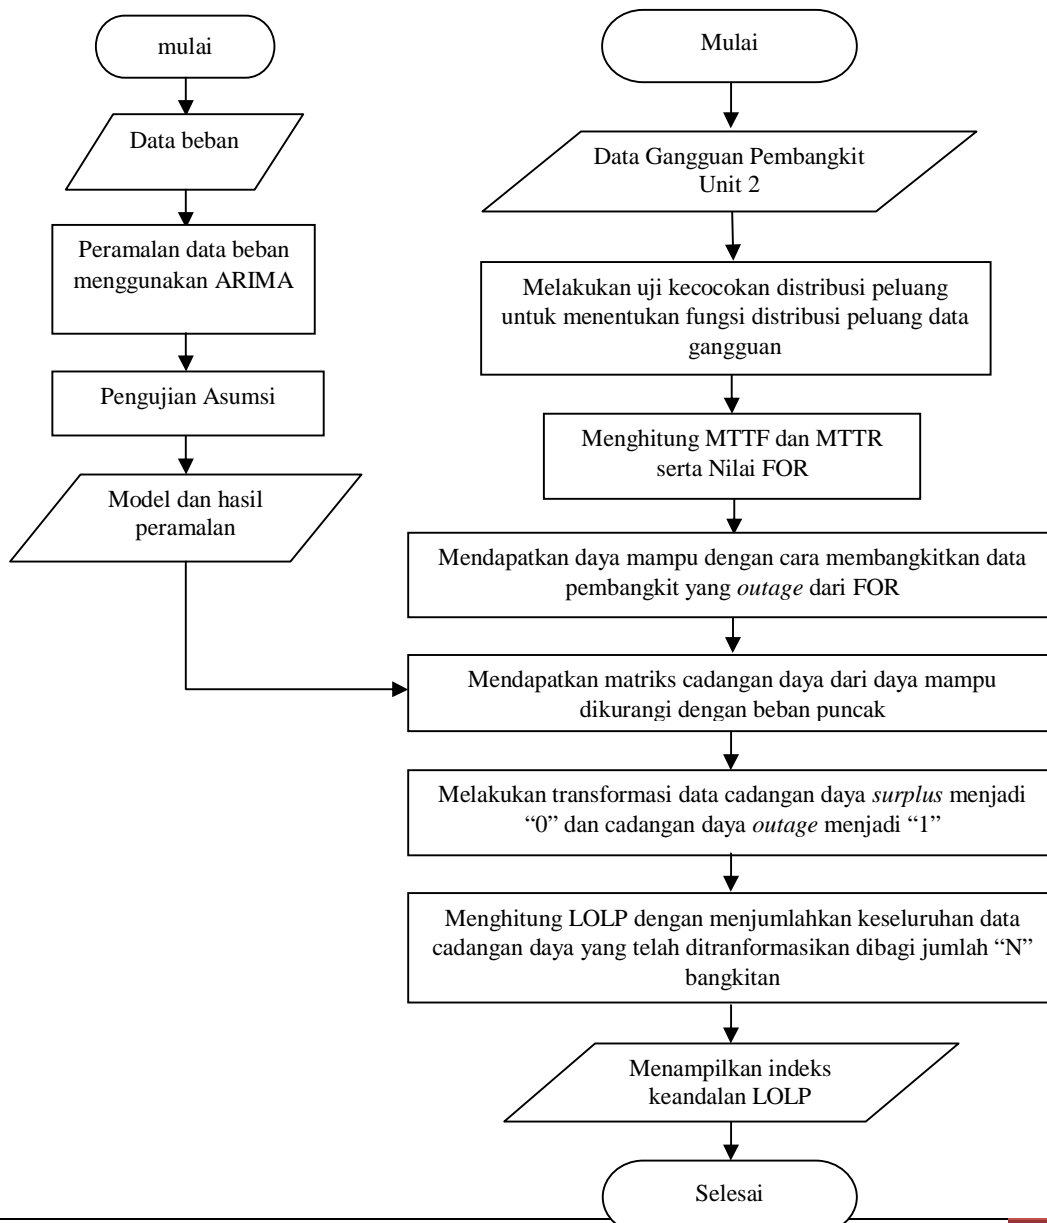 mulai
Data beban
Peramalan data beban
menggunakan ARIMA
Pengujian Asumsi
Model dan hasil
peramalan
Mulai
Data Gangguan Pembangkit
Unit 2
Melakukan uji kecocokan distribusi peluang
untuk menentukan fungsi distribusi peluang data
gangguan
Menghitung MTTF dan MTTR
serta Nilai FOR
Mendapatkan daya mampu dengan cara membangkitkan data
pembangkit yang outage dari FOR
Mendapatkan matriks cadangan daya dari daya mampu
dikurangi dengan beban puncak
Melakukan transformasi data cadangan daya surplus menjadi
“0” dan cadangan daya outage menjadi “1”
Menghitung LOLP dengan menjumlahkan keseluruhan data
cadangan daya yang telah ditranformasikan dibagi jumlah “N”
bangkitan
Menampilkan indeks
keandalan LOLP
Selesai